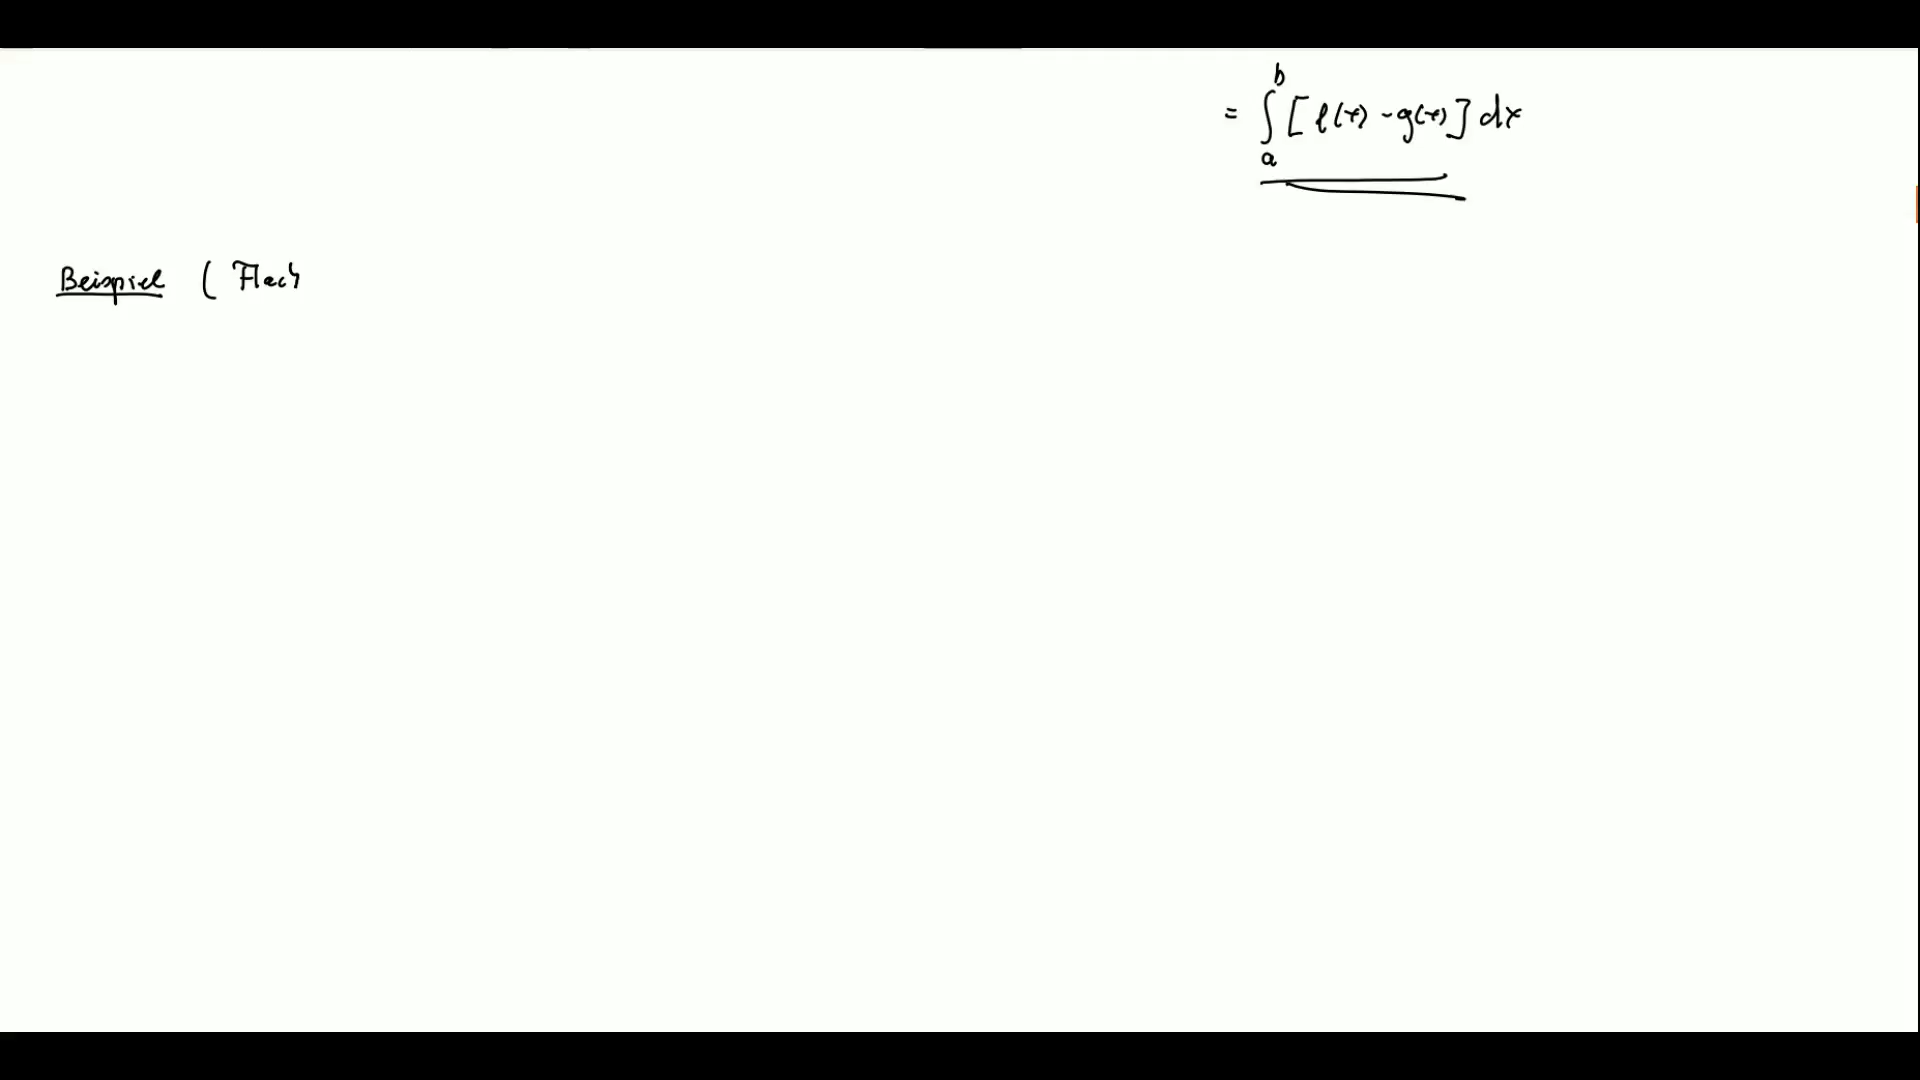 = ∫_a^b [f(x) - g(x)] dx
Beispiel ( Fläch